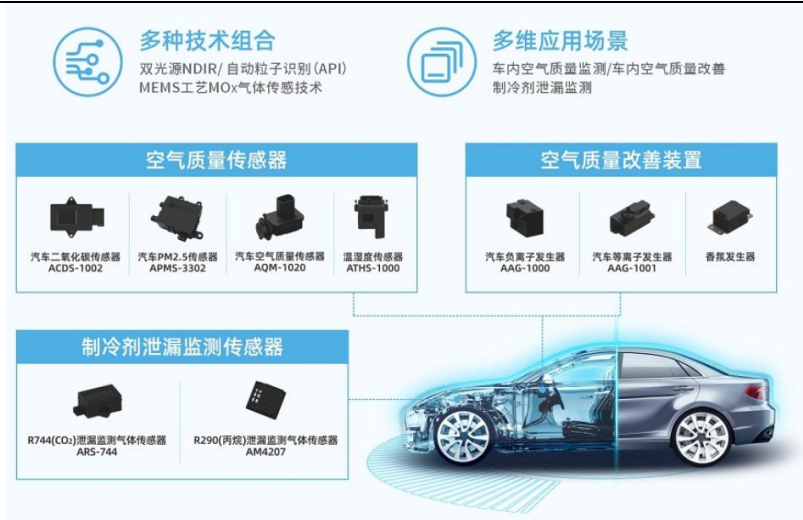 多种技术组合
双光源NDIR/ 自动粒子识别（API）
MEMS工艺MOx气体传感技术
多维应用场景
车内空气质量监测/车内空气质量改善
制冷剂泄漏监测
空气质量传感器
汽车二氧化碳传感器
ACDS-1002
汽车PM2.5传感器
APMS-3302
汽车空气质量传感器
AQM-1020
温湿度传感器
ATHS-1000
空气质量改善装置
汽车负离子发生器
AAG-1000
汽车等离子发生器
AAG-1001
香氛发生器
制冷剂泄漏监测传感器
R744(CO₂)泄漏监测气体传感器
ARS-744
R290(丙烷)泄漏监测气体传感器
AM4207